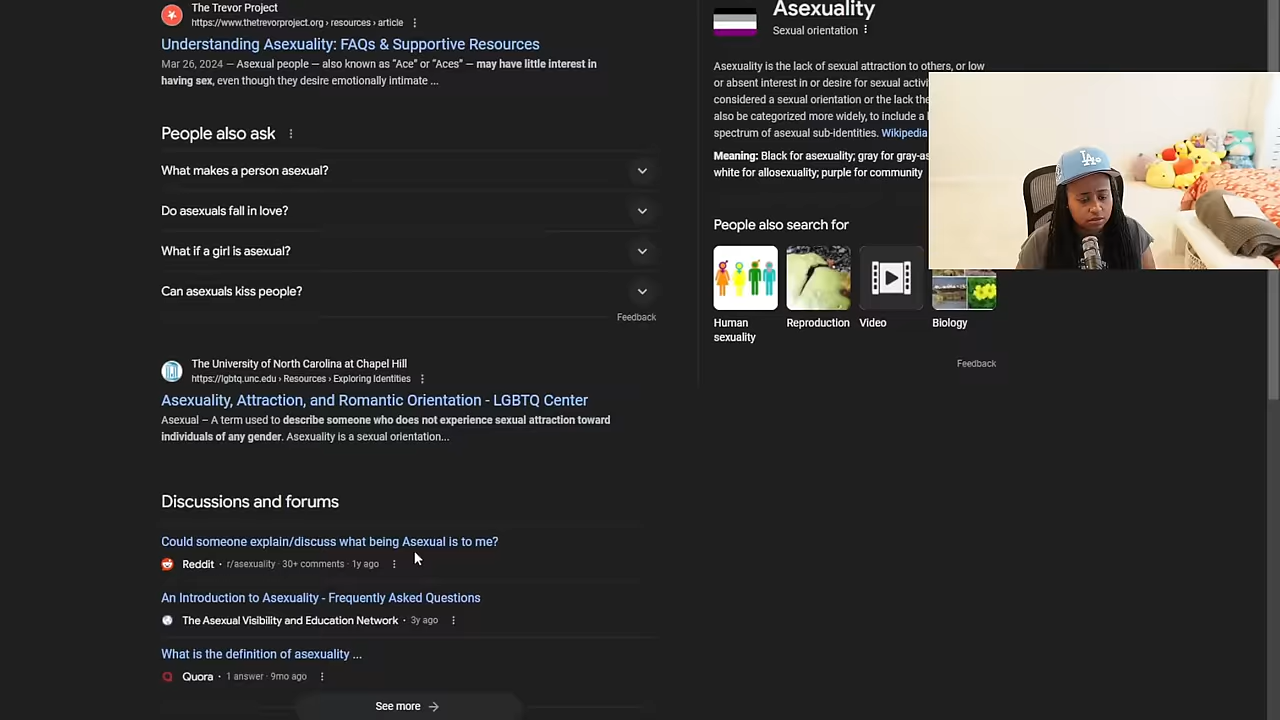 The Trevor Project
https://www.thetrevorproject.org › resources › article
Understanding Asexuality: FAQs & Supportive Resources
Mar 26, 2024 — Asexual people — also known as "Ace" or "Aces" — may have little interest in
having sex, even though they desire emotionally intimate ...
People also ask
What makes a person asexual?
Do asexuals fall in love?
What if a girl is asexual?
Can asexuals kiss people?
Feedback
The University of North Carolina at Chapel Hill
https://lgbtq.unc.edu › Resources › Exploring Identities
Asexuality, Attraction, and Romantic Orientation - LGBTQ Center
Asexual – A term used to describe someone who does not experience sexual attraction toward
individuals of any gender. Asexuality is a sexual orientation...
Discussions and forums
Could someone explain/discuss what being Asexual is to me?
Reddit · r/asexuality · 30+ comments · 1y ago
An Introduction to Asexuality - Frequently Asked Questions
The Asexual Visibility and Education Network · 3y ago
What is the definition of asexuality ...
Quora · 1 answer · 9mo ago
See more →
Asexuality
Sexual orientation
Asexuality is the lack of sexual attraction to others, or low
or absent interest in or desire for sexual
considered a sexual orientation or the lack
also be categorized more widely, to include a
spectrum of asexual sub-identities. Wikipedia
Meaning: Black for asexuality; gray for
white for allosexuality; purple for community
People also search for
Human
sexuality
Reproduction
Video
Biology
Feedback
LA